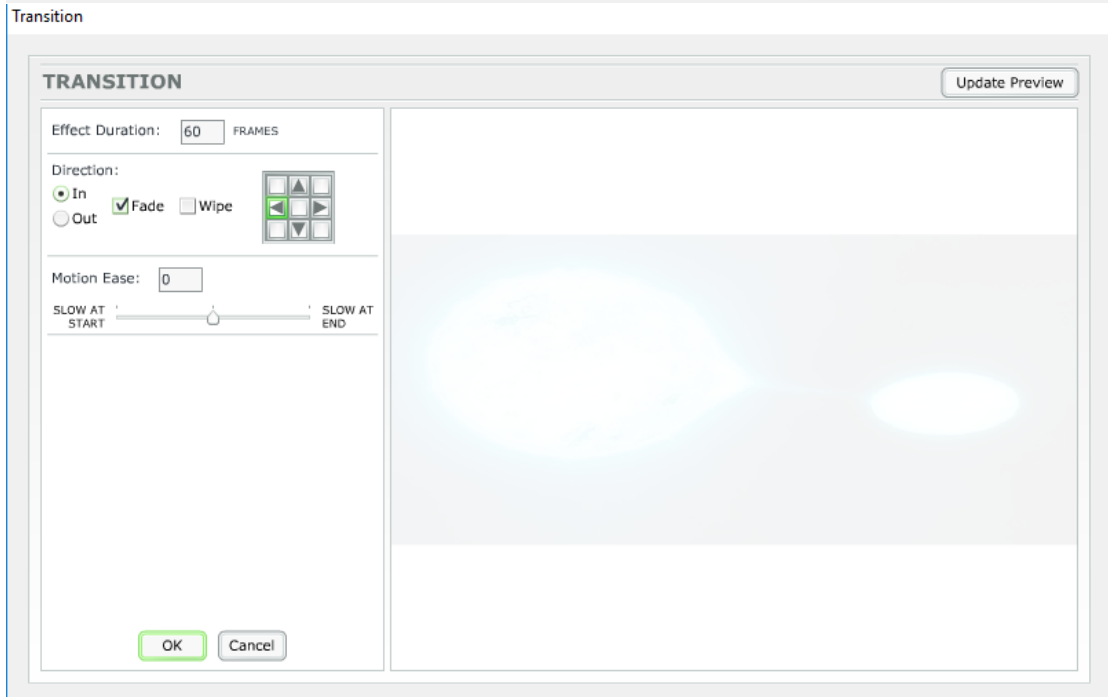 Transition
TRANSITION
Update Preview
Effect Duration: 60 FRAMES
Direction:
In
Fade Wipe
Out
Motion Ease: 0
SLOW AT START
SLOW AT END
OK Cancel